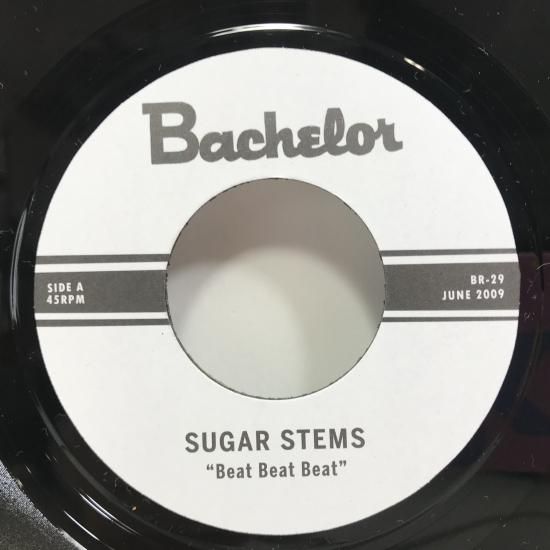 Bachelor
SIDE A
45RPM
BR-29
JUNE 2009
SUGAR STEMS
“Beat Beat Beat”